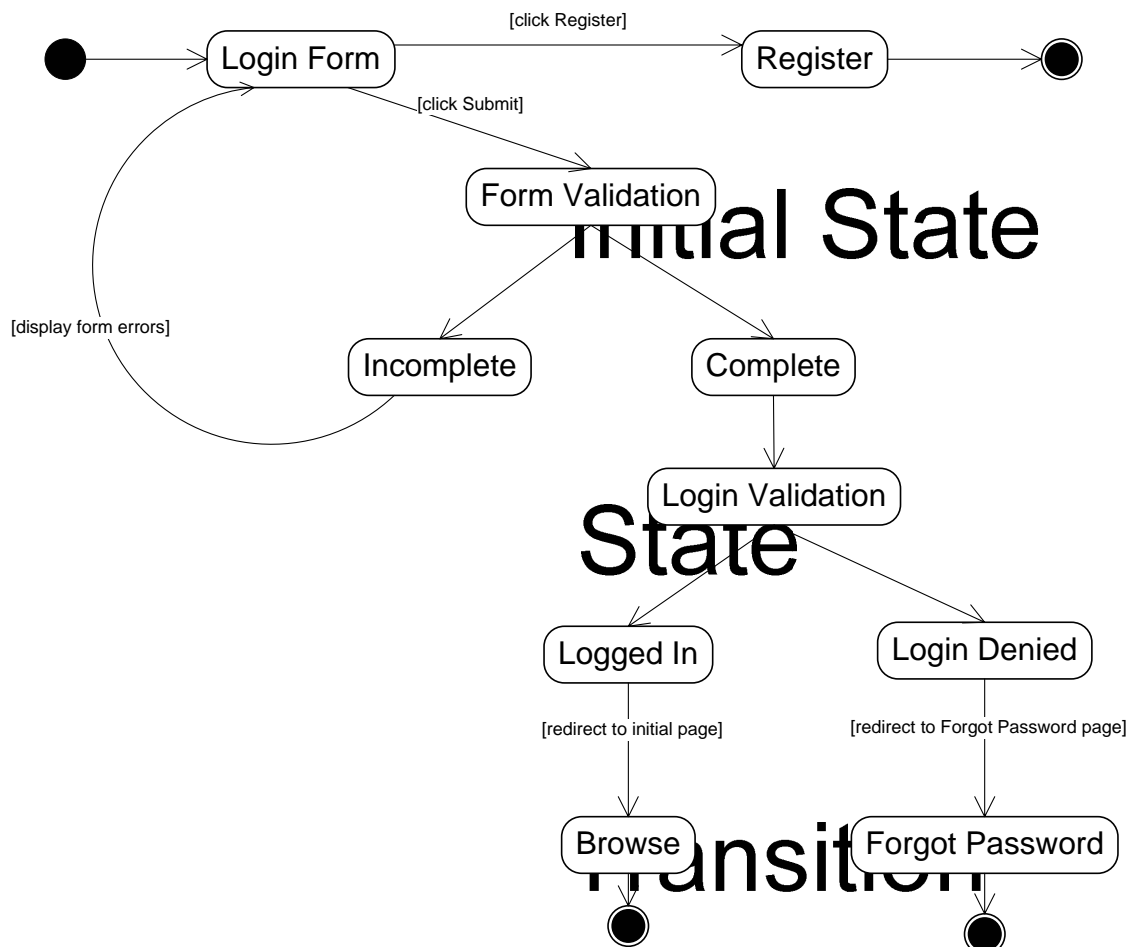 [click Register]
Login Form
Register
[click Submit]
Form Validation
Initial State
[display form errors]
Incomplete
Complete
Login Validation
State
Logged In
Login Denied
[redirect to initial page]
[redirect to Forgot Password page]
Browse
Forgot Password
Transition